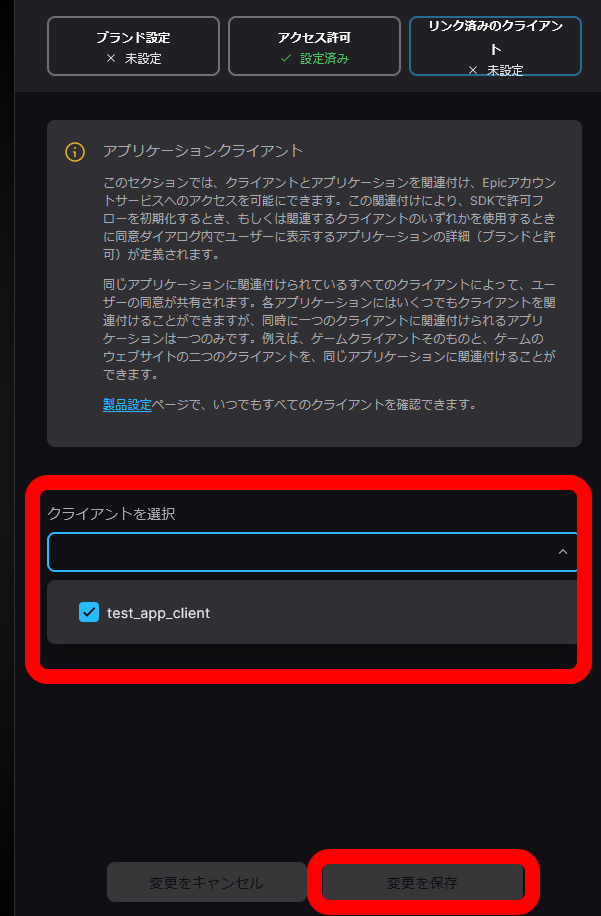 ブランド設定
× 未設定
アクセス許可
✓ 設定済み
リンク済みのクライアン
ト
× 未設定
アプリケーションクライアント
このセクションでは、クライアントとアプリケーションを関連付け、Epicアカウン
トサービスへのアクセスを可能にできます。この関連付けにより、SDKで許可フ
ローを初期化するとき、もしくは関連するクライアントのいずれかを使用するとき
に同意ダイアログ内でユーザーに表示するアプリケーションの詳細（ブランドと許
可）が定義されます。
同じアプリケーションに関連付けられているすべてのクライアントによって、ユー
ザーの同意が共有されます。各アプリケーションにはいくつでもクライアントを関
連付けることができますが、同時に一つのクライアントに関連付けられるアプリ
ケーションは一つのみです。例えば、ゲームクライアントそのものと、ゲームの
ウェブサイトの二つのクライアントを、同じアプリケーションに関連付けることが
できます。
製品設定ページで、いつでもすべてのクライアントを確認できます。
クライアントを選択
test_app_client
変更をキャンセル
変更を保存